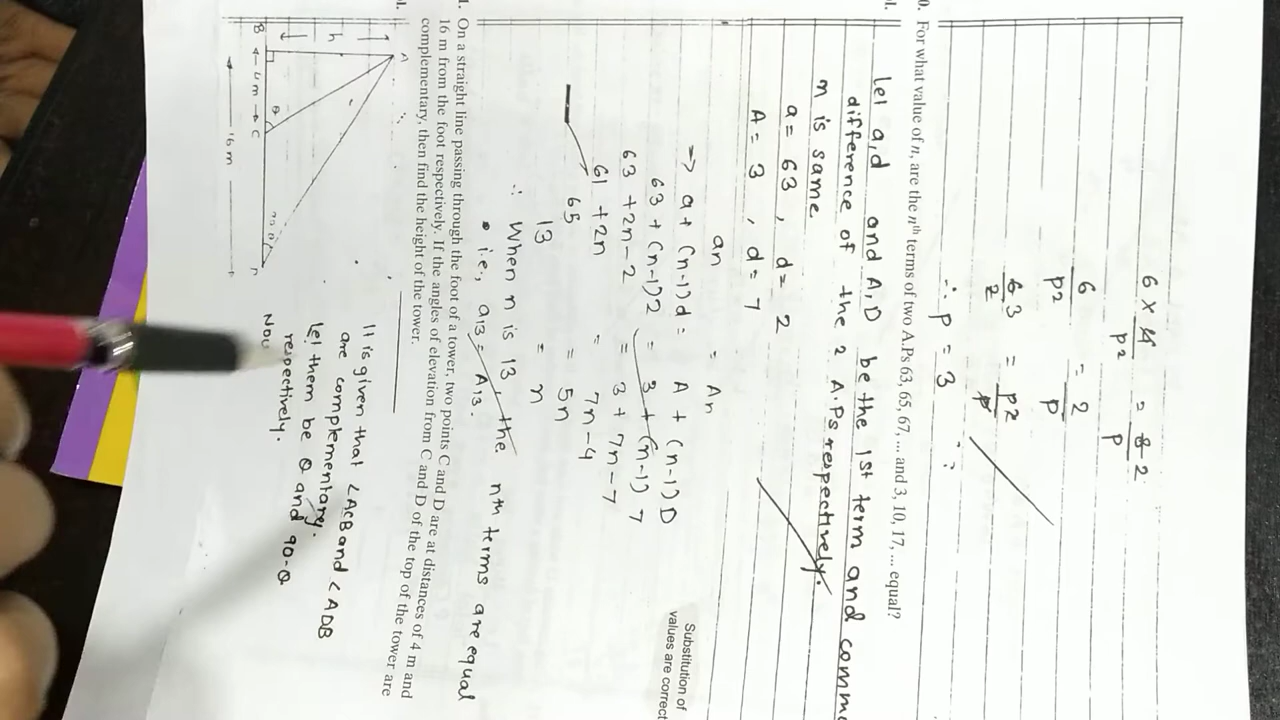 6 × 4/p² = 8 2/p
6/p² = 2/p
6 3/2 = p²/p
∴ p = 3
0. For what value of n, are the nth terms of two A.Ps 63, 65, 67, ... and 3, 10, 17, ... equal?
Let a,d and A,D be the 1st term and comm
difference of the 2 A.Ps respectively.
n is same
a = 63 , d = 2
A = 3 , d = 7
an = An
⇒ a + (n-1)d = A + (n-1)D
63 + (n-1)2 = 3 + (n-1)7
63 + 2n - 2 = 3 + 7n - 7
61 + 2n = 7n - 4
65 = 5n
13 = n
∴ When n is 13, the nth terms are equal
i.e., a13 = A13.
Substitution of
values are correct
1. On a straight line passing through the foot of a tower, two points C and D are at distances of 4 m and
16 m from the foot respectively. If the angles of elevation from C and D of the top of the tower are
complementary, then find the height of the tower.
A
h
B
4 m
C
θ
90-θ
D
16 m
It is given that ∠ACB and ∠ADB
are complementary.
Let them be θ and 90-θ
respectively.